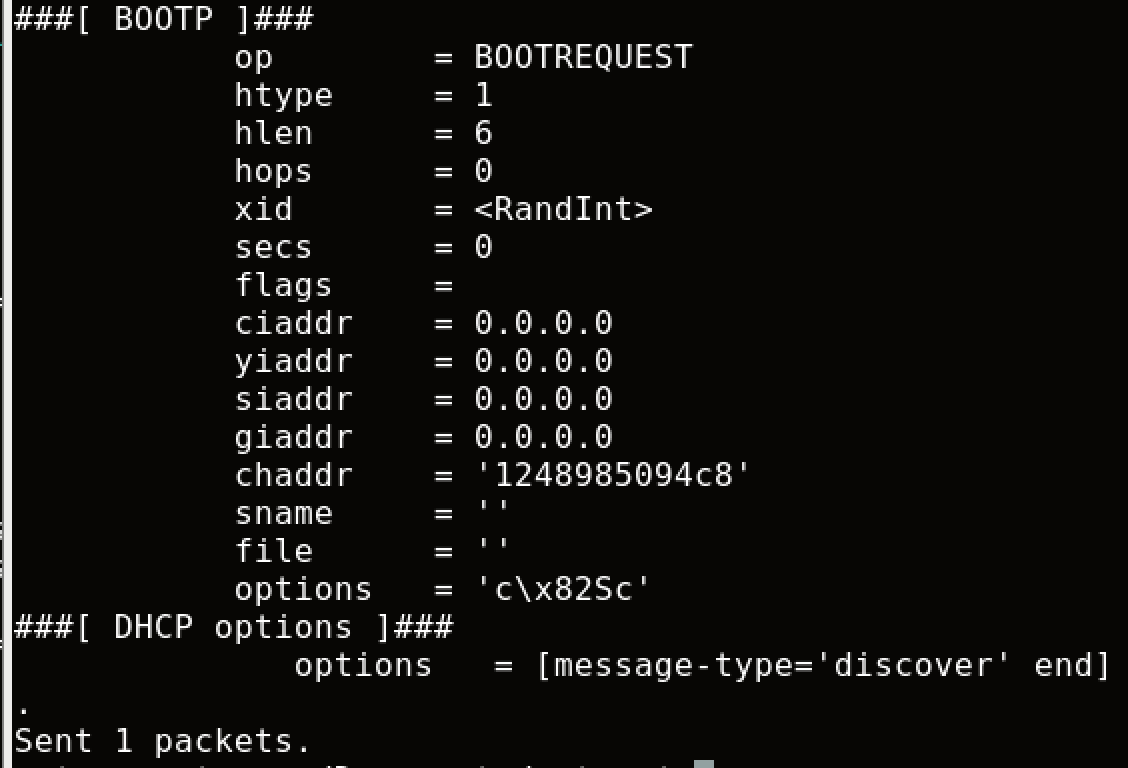 ###[ BOOTP ]###
op = BOOTREQUEST
htype = 1
hlen = 6
hops = 0
xid = <RandInt>
secs = 0
flags =
ciaddr = 0.0.0.0
yiaddr = 0.0.0.0
siaddr = 0.0.0.0
giaddr = 0.0.0.0
chaddr = '1248985094c8'
sname = ''
file = ''
options = 'c\x82Sc'
###[ DHCP options ]###
options = [message-type='discover' end]
.
Sent 1 packets.